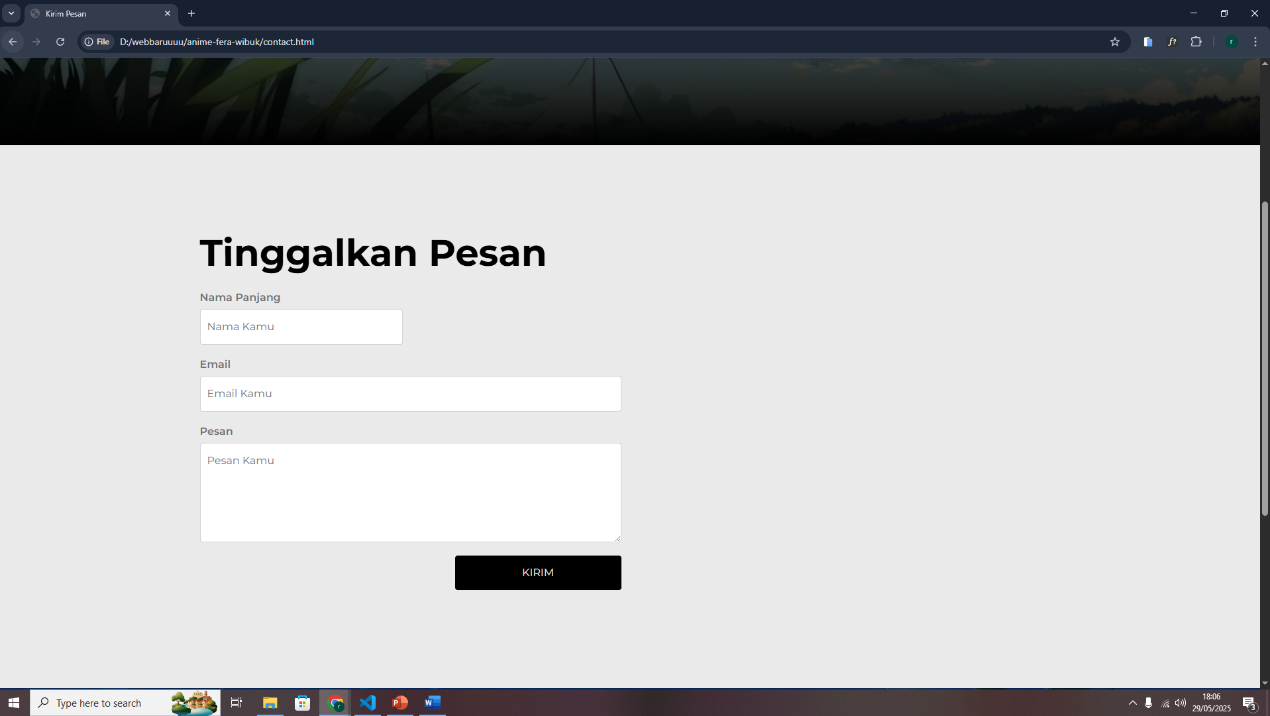 Kirim Pesan
File
D:/webbaruuuu/anime-fera-wibuk/contact.html
f?
r
Tinggalkan Pesan
Nama Panjang
Nama Kamu
Email
Email Kamu
Pesan
Pesan Kamu
KIRIM
Type here to search
18:06
29/05/2025
3